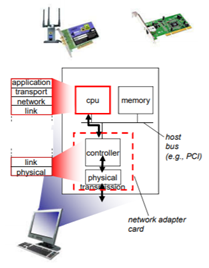 application
transport
network
link
cpu
memory
host
bus
(e.g., PCI)
controller
link
physical
physical
transmission
network adapter
card